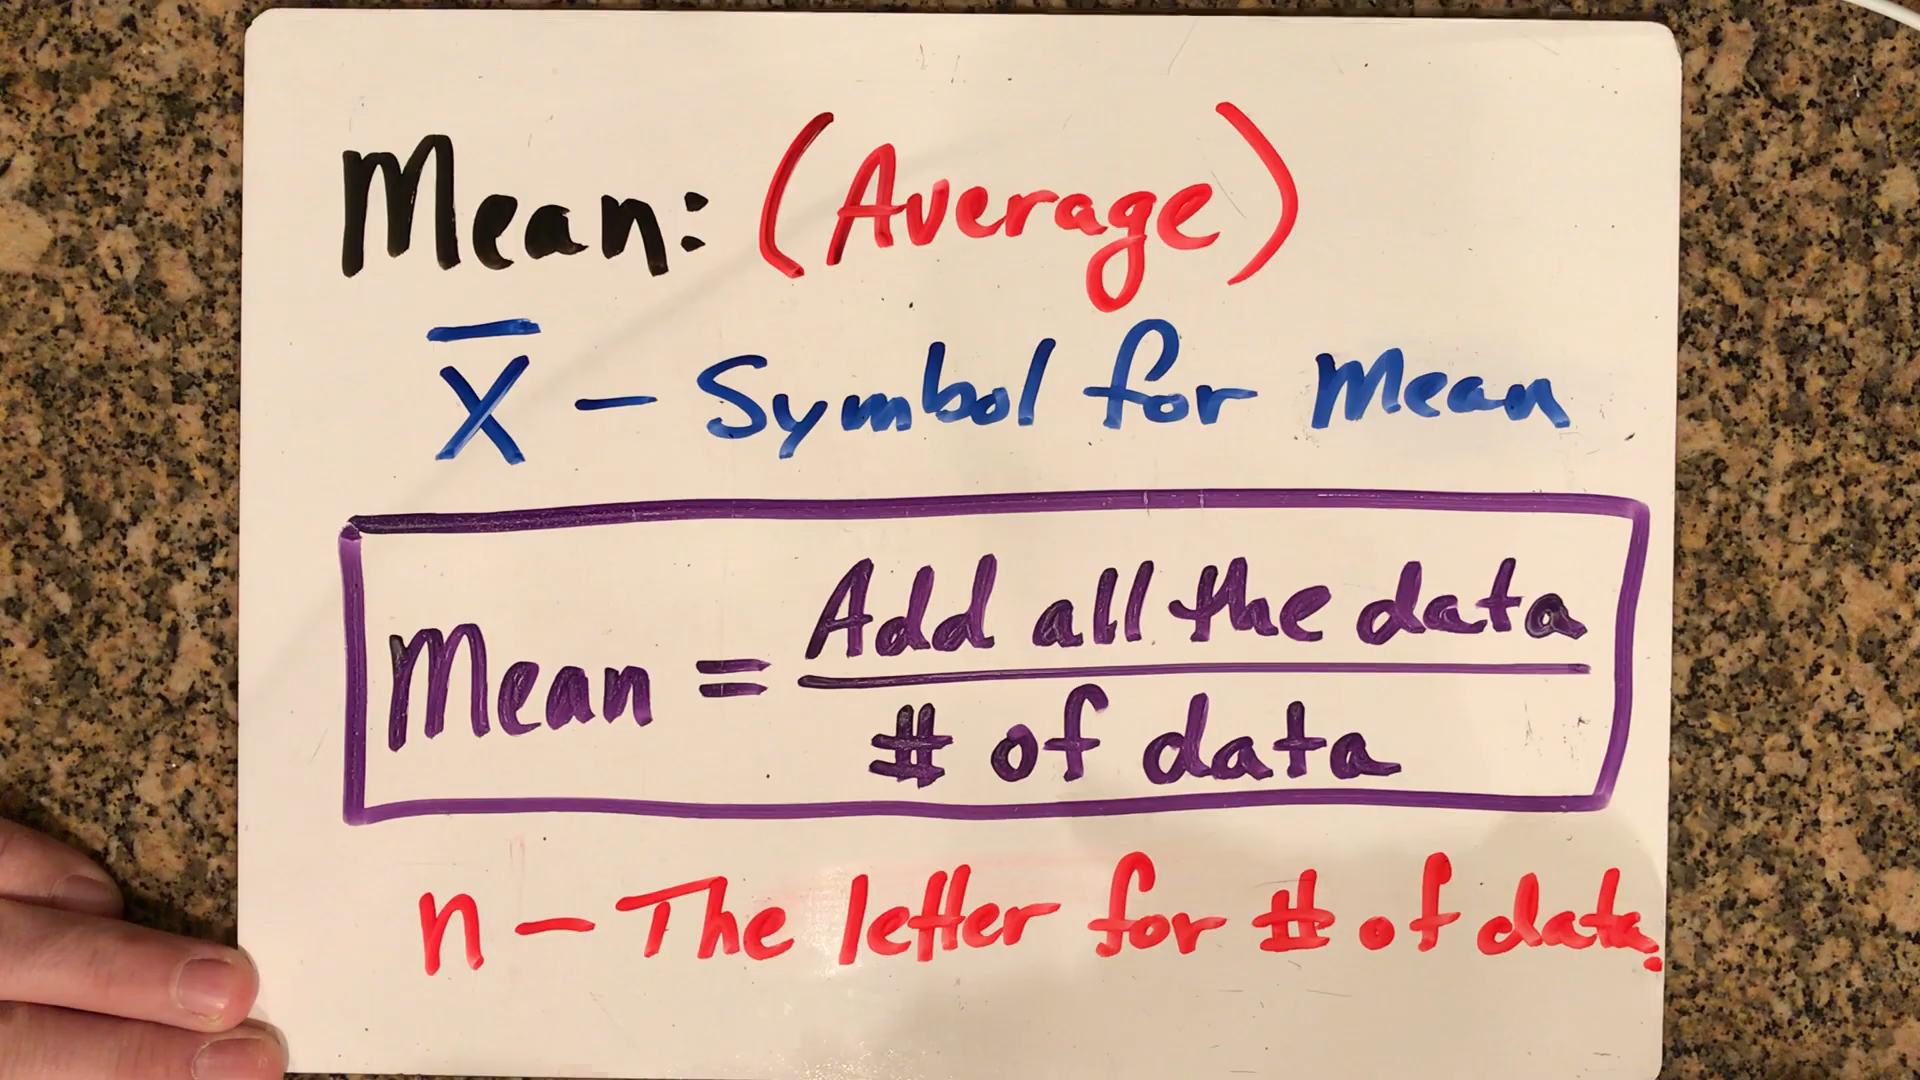 Mean: (Average)
x̄ - Symbol for Mean
Mean = Add all the data
# of data
n - The letter for # of data.